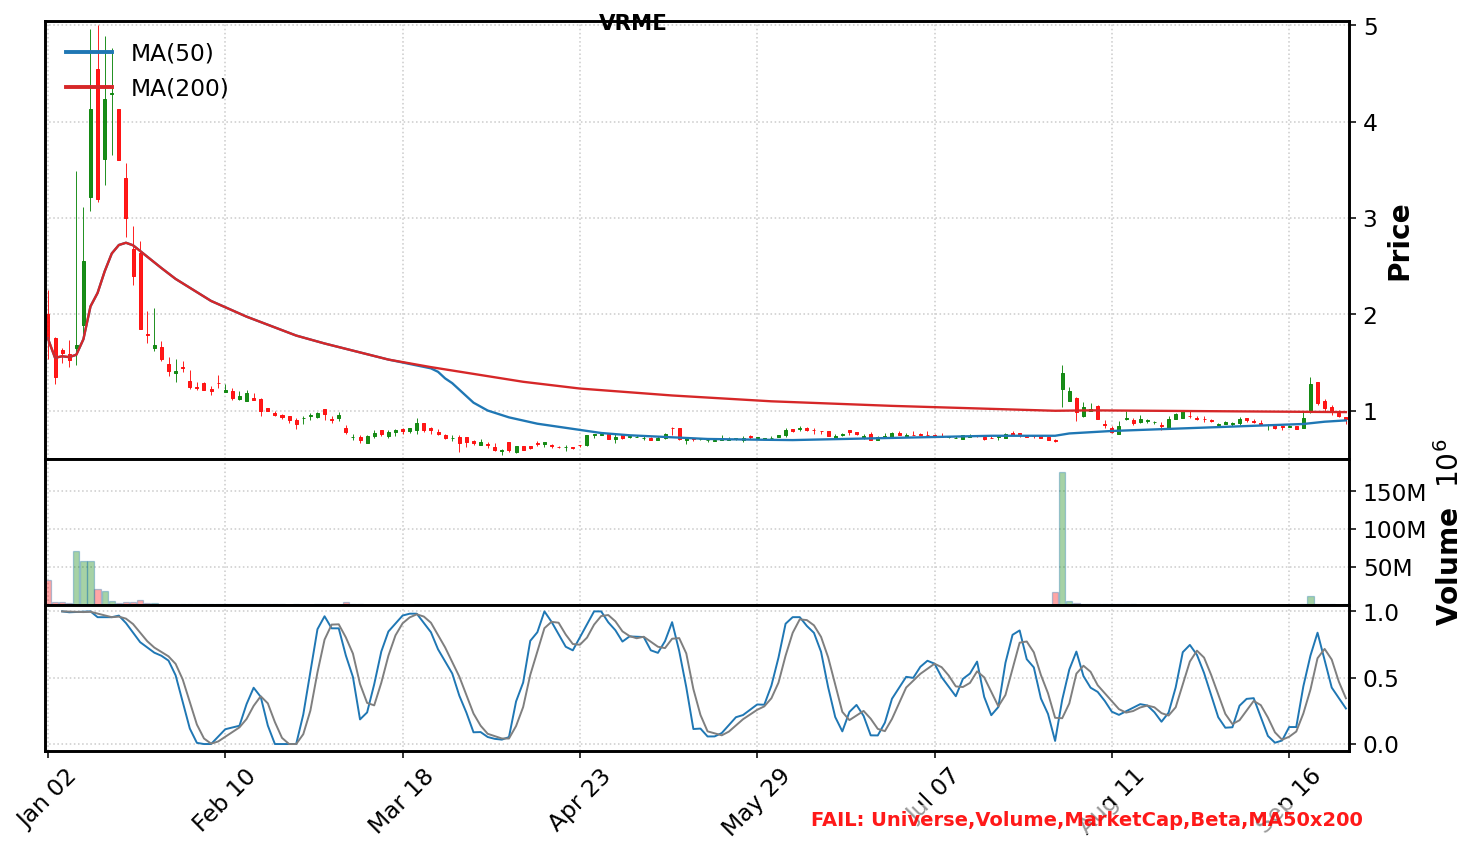 VRME
MA(50)
MA(200)
5
4
3
2
1
Price
150M
100M
50M
Volume 10⁶
1.0
0.5
0.0
Jan 02
Feb 10
Mar 18
Apr 23
May 29
Jul 07
Aug 11
Sep 16
FAIL: Universe,Volume,MarketCap,Beta,MA50x200